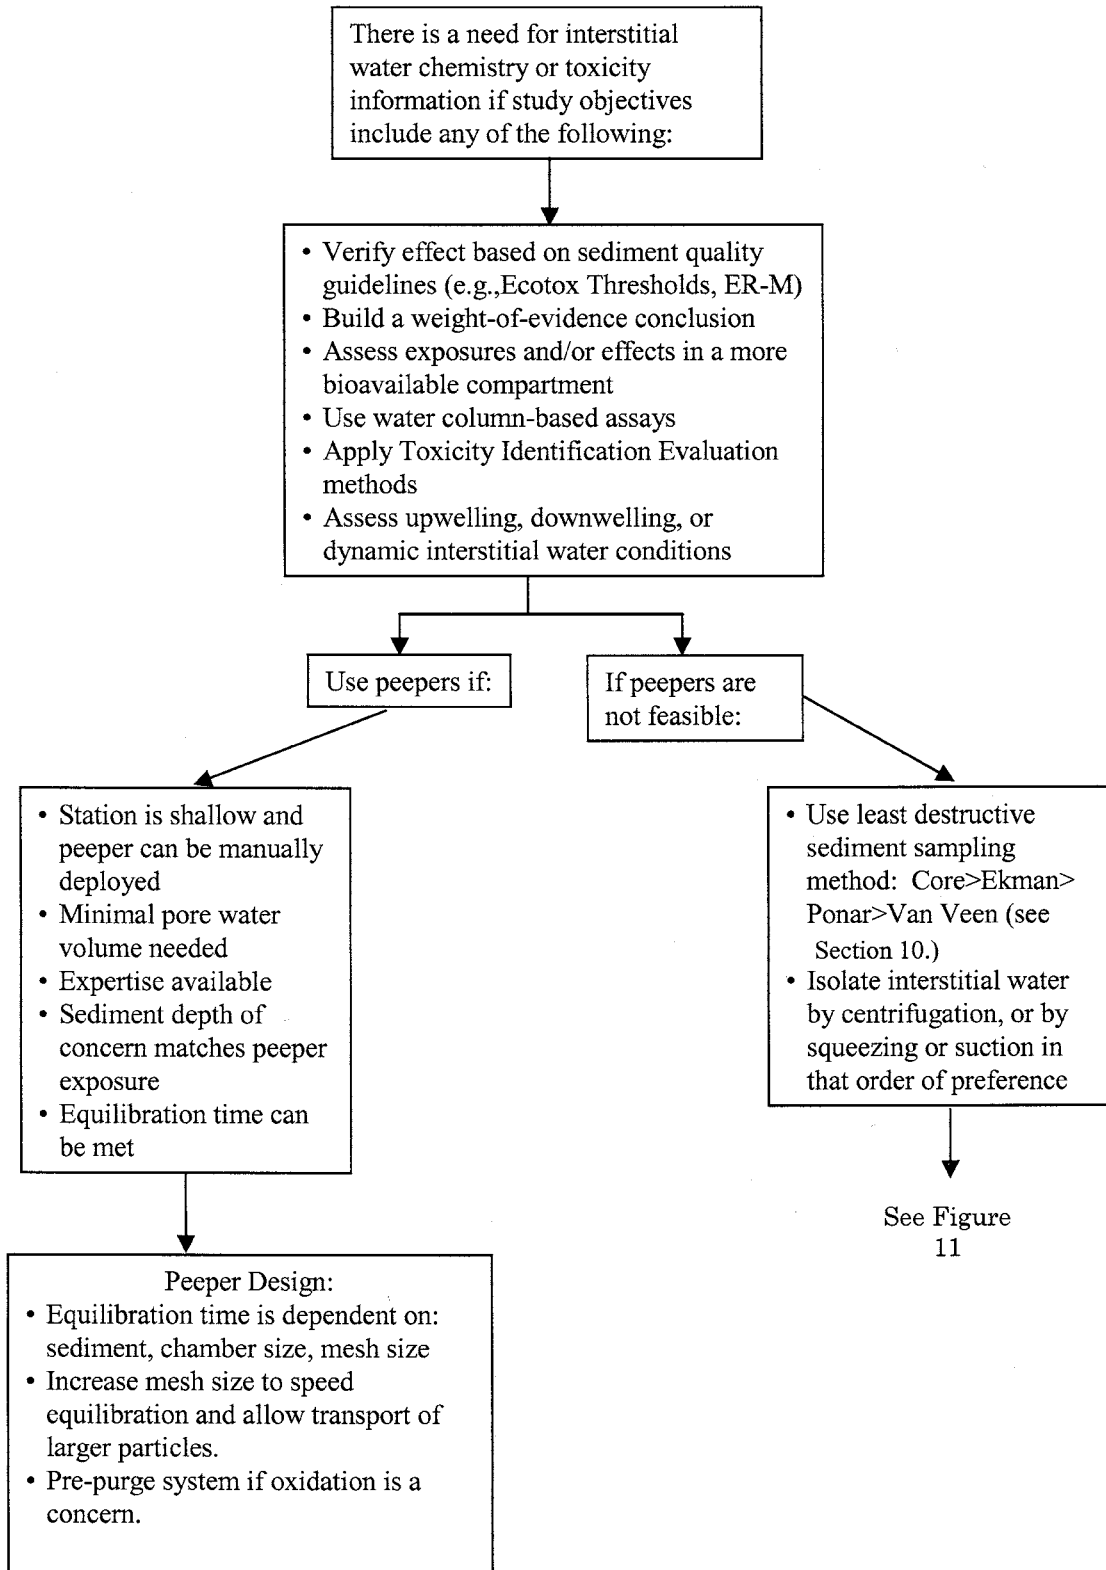 There is a need for interstitial
water chemistry or toxicity
information if study objectives
include any of the following:
• Verify effect based on sediment quality
guidelines (e.g.,Ecotox Thresholds, ER-M)
• Build a weight-of-evidence conclusion
• Assess exposures and/or effects in a more
bioavailable compartment
• Use water column-based assays
• Apply Toxicity Identification Evaluation
methods
• Assess upwelling, downwelling, or
dynamic interstitial water conditions
Use peepers if:
If peepers are
not feasible:
• Station is shallow and
peeper can be manually
deployed
• Minimal pore water
volume needed
• Expertise available
• Sediment depth of
concern matches peeper
exposure
• Equilibration time can
be met
• Use least destructive
sediment sampling
method: Core>Ekman>
Ponar>Van Veen (see
Section 10.)
• Isolate interstitial water
by centrifugation, or by
squeezing or suction in
that order of preference
See Figure
11
Peeper Design:
• Equilibration time is dependent on:
sediment, chamber size, mesh size
• Increase mesh size to speed
equilibration and allow transport of
larger particles.
• Pre-purge system if oxidation is a
concern.